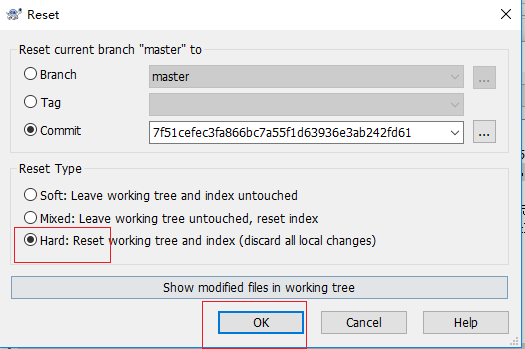 Reset
Reset current branch "master" to
Branch
master
...
Tag
Commit
7f51cefec3fa866bc7a55f1d63936e3ab242fd61
...
Reset Type
Soft: Leave working tree and index untouched
Mixed: Leave working tree untouched, reset index
Hard: Reset working tree and index (discard all local changes)
Show modified files in working tree
OK
Cancel
Help